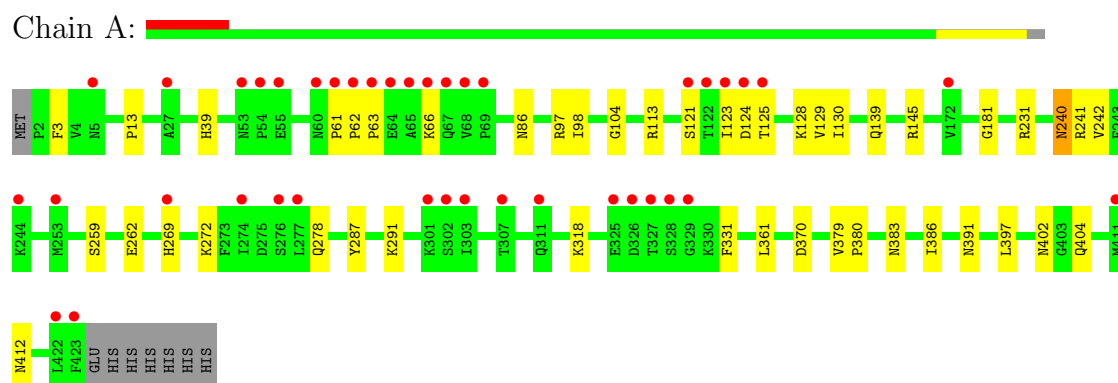 Chain A:
MET P2 F3 V4 N5 P13 A27 H39 N53 P54 E55 N60 P61 P62 P63 E64 A65 K66 Q67 V68 P69 N86 R97 I98 G104 R113 S121 T122 I123 D124 T125 K128 V129 I130 Q139 R145 V172 G181 R231 N240 R241 V242
K244 M253 S259 E262 H269 K272 F273 I274 D275 S276 L277 Q278 Y287 K291 K301 S302 I303 T307 Q311 K318 E325 D326 T327 S328 G329 K330 F331 L361 D370 V379 P380 N383 I386 N391 L397 N402 G403 Q404
N412 L422 F423 GLU HIS HIS HIS HIS HIS HIS